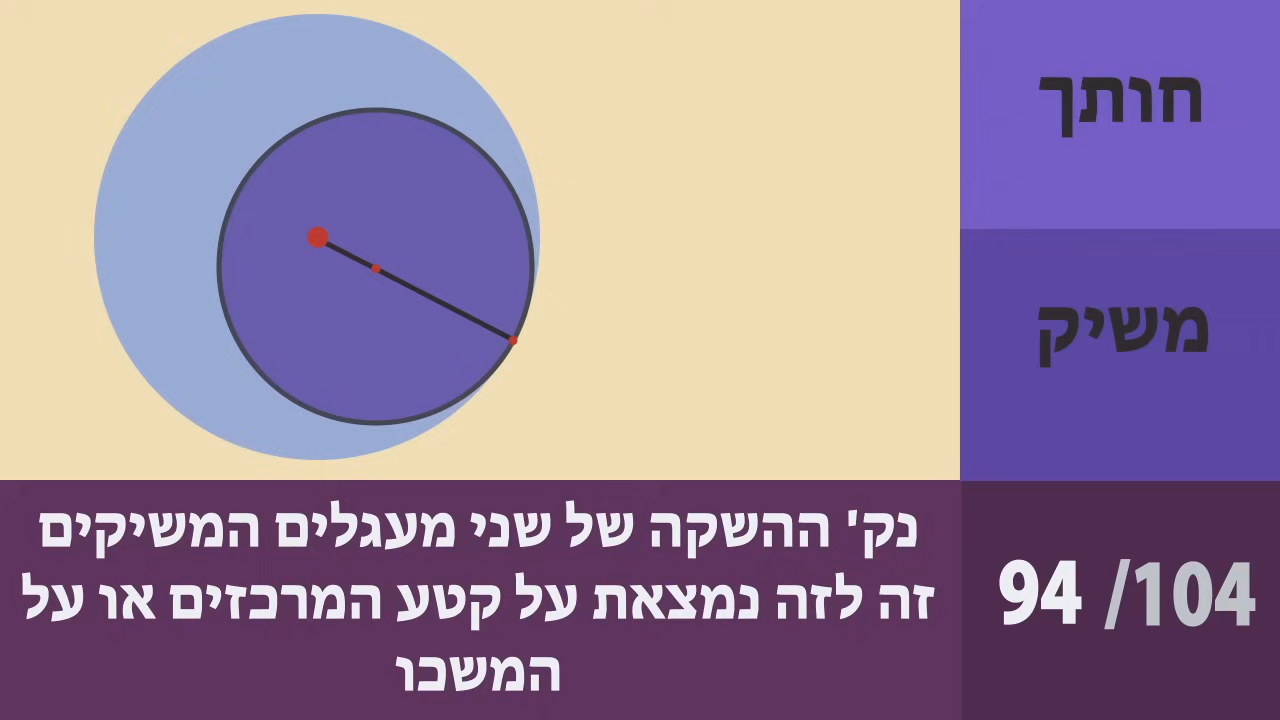 חותך
משיק
נק' ההשקה של שני מעגלים המשיקים
זה לזה נמצאת על קטע המרכזים או על
המשכו
94 /104